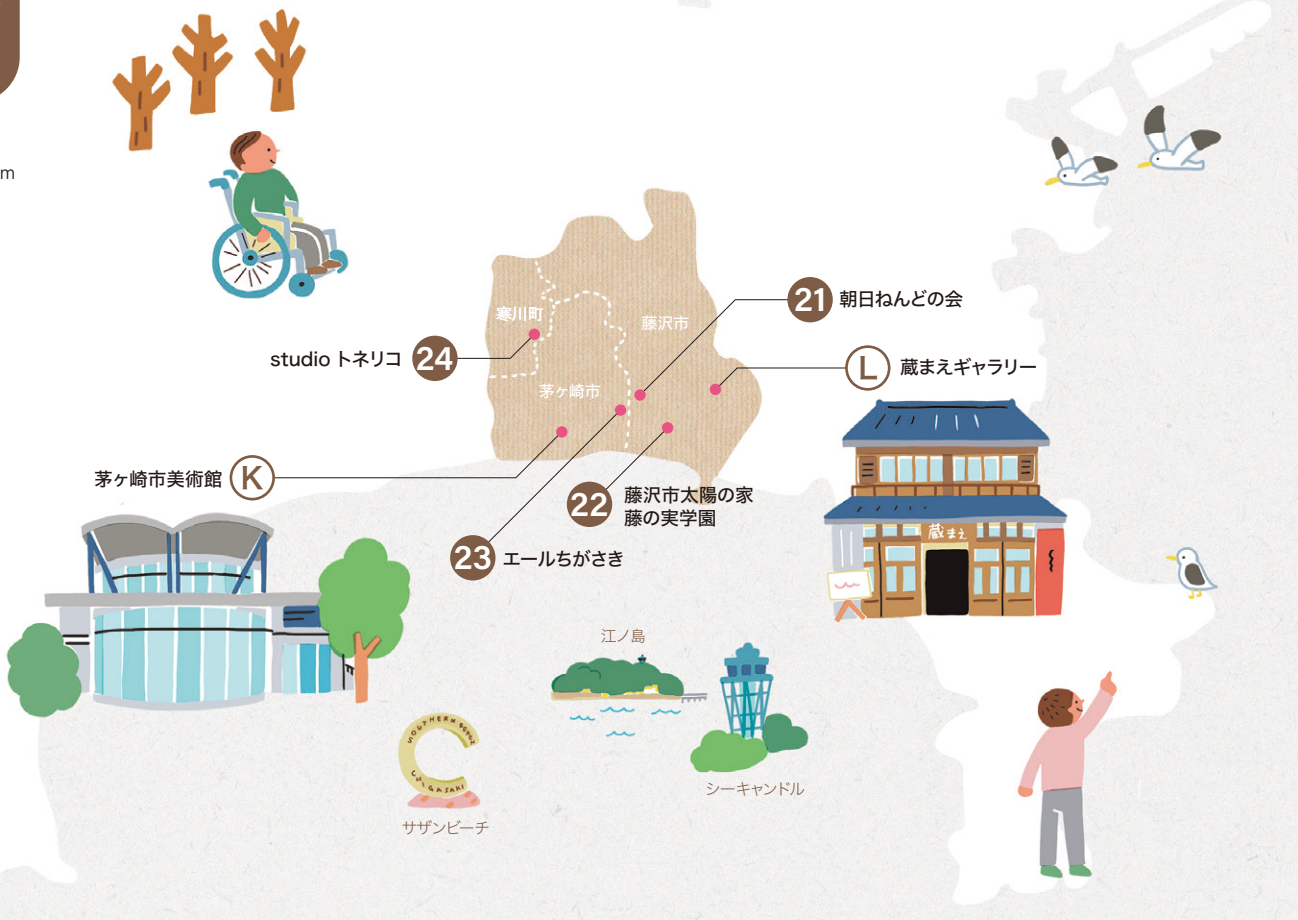 m
寒川町
藤沢市
茅ヶ崎市
21 朝日ねんどの会
L 蔵まえギャラリー
studio トネリコ 24
茅ヶ崎市美術館 K
22 藤沢市太陽の家
藤の実学園
23 エールちがさき
蔵まえ
江ノ島
シーキャンドル
SOUTHERN BEACH
CHIGASAKI
サザンビーチ